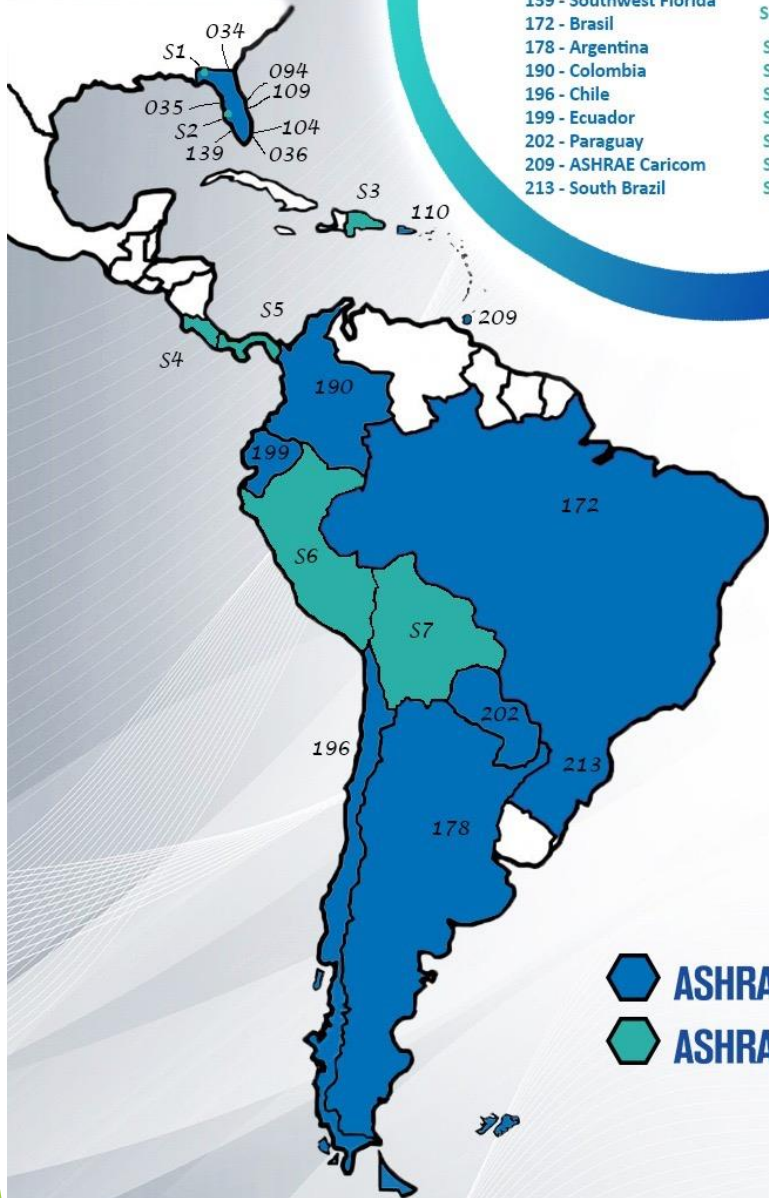 159 - Southwest Florida
172 - Brasil
178 - Argentina
190 - Colombia
196 - Chile
199 - Ecuador
202 - Paraguay
209 - ASHRAE Caricom
213 - South Brazil
S
S
S
S
S
S
S
034
S1
094
109
035
S2
104
139
036
S3
110
S5
209
S4
190
199
172
S6
S7
202
196
213
178
ASHRA
ASHRA